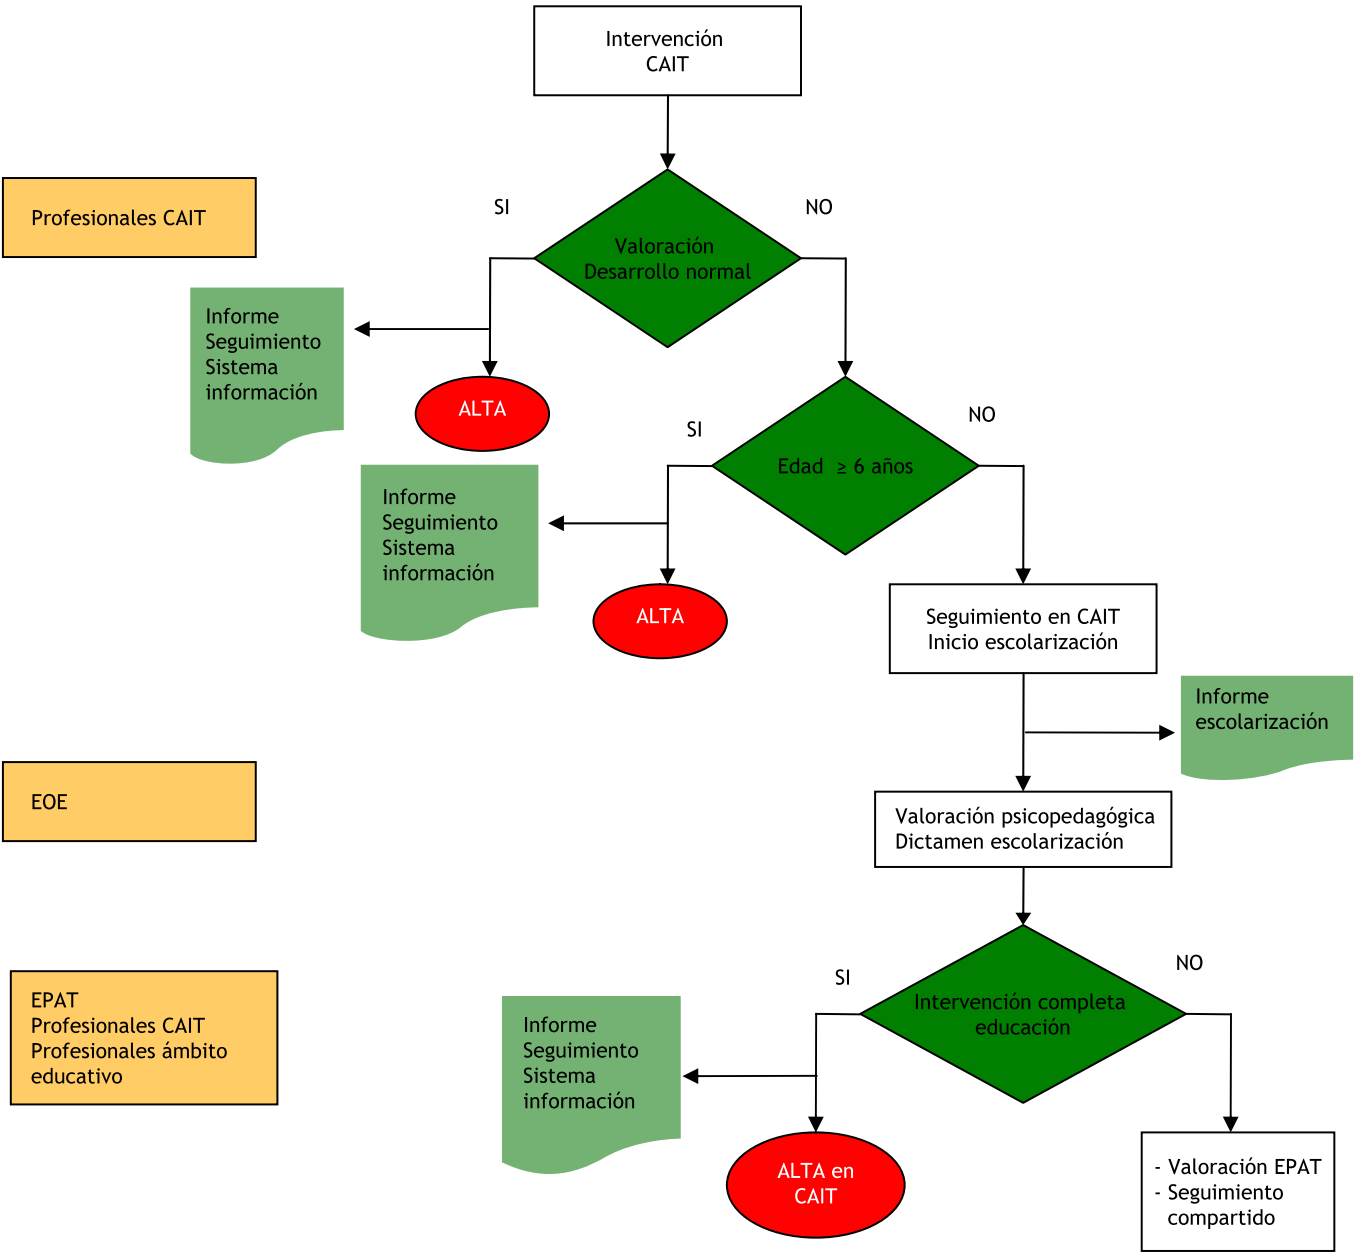 Intervención
CAIT
Profesionales CAIT
SI
NO
Valoración
Desarrollo normal
Informe
Seguimiento
Sistema
información
ALTA
SI
NO
Edad ≥ 6 años
Informe
Seguimiento
Sistema
información
ALTA
Seguimiento en CAIT
Inicio escolarización
Informe
escolarización
EOE
Valoración psicopedagógica
Dictamen escolarización
SI
NO
EPAT
Profesionales CAIT
Profesionales ámbito
educativo
Intervención completa
educación
Informe
Seguimiento
Sistema
información
ALTA en
CAIT
- Valoración EPAT
- Seguimiento
compartido